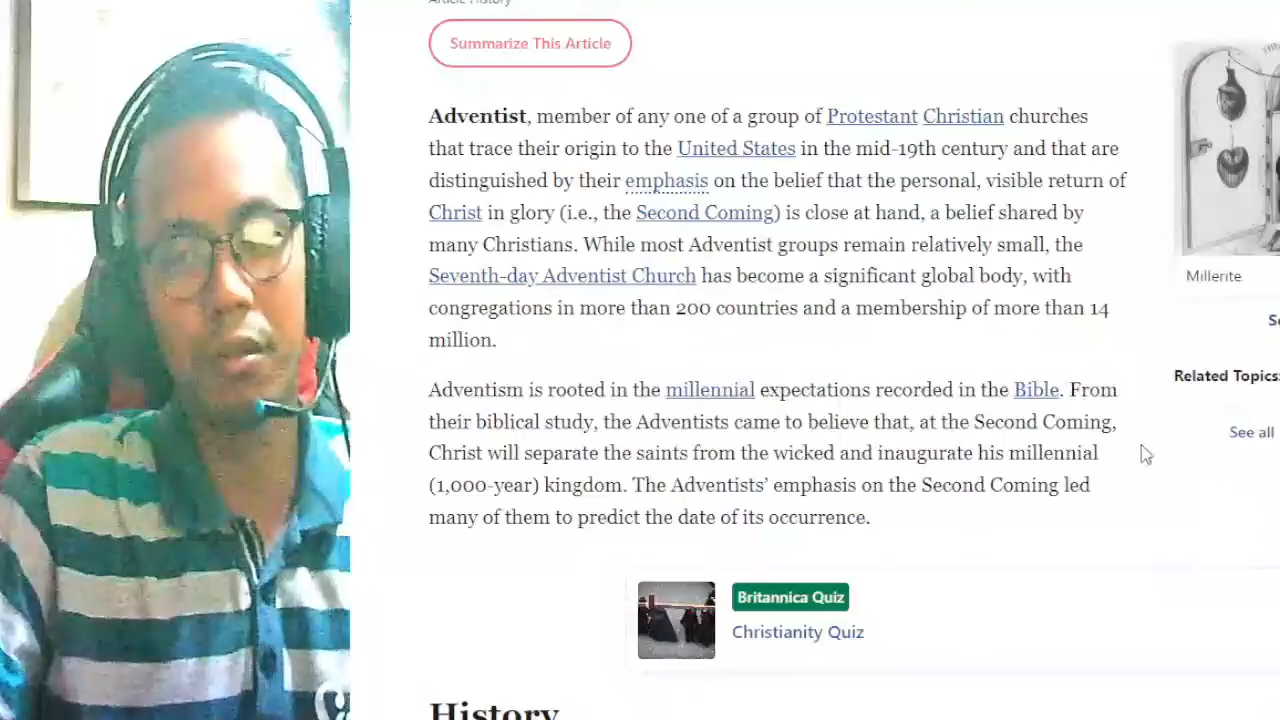 Article History
Summarize This Article
Adventist, member of any one of a group of Protestant Christian churches
that trace their origin to the United States in the mid-19th century and that are
distinguished by their emphasis on the belief that the personal, visible return of
Christ in glory (i.e., the Second Coming) is close at hand, a belief shared by
many Christians. While most Adventist groups remain relatively small, the
Seventh-day Adventist Church has become a significant global body, with
congregations in more than 200 countries and a membership of more than 14
million.
Adventism is rooted in the millennial expectations recorded in the Bible. From
their biblical study, the Adventists came to believe that, at the Second Coming,
Christ will separate the saints from the wicked and inaugurate his millennial
(1,000-year) kingdom. The Adventists’ emphasis on the Second Coming led
many of them to predict the date of its occurrence.
Britannica Quiz
Christianity Quiz
History
Millerite
Related Topics:
See all